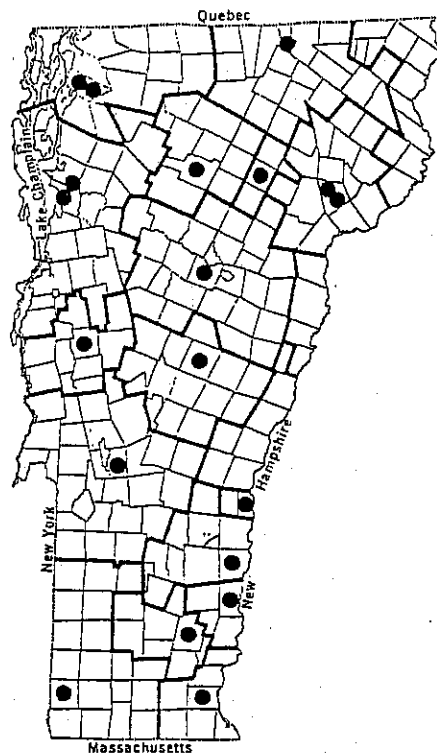 Quebec
Lake Champlain
New York
New Hampshire
Massachusetts